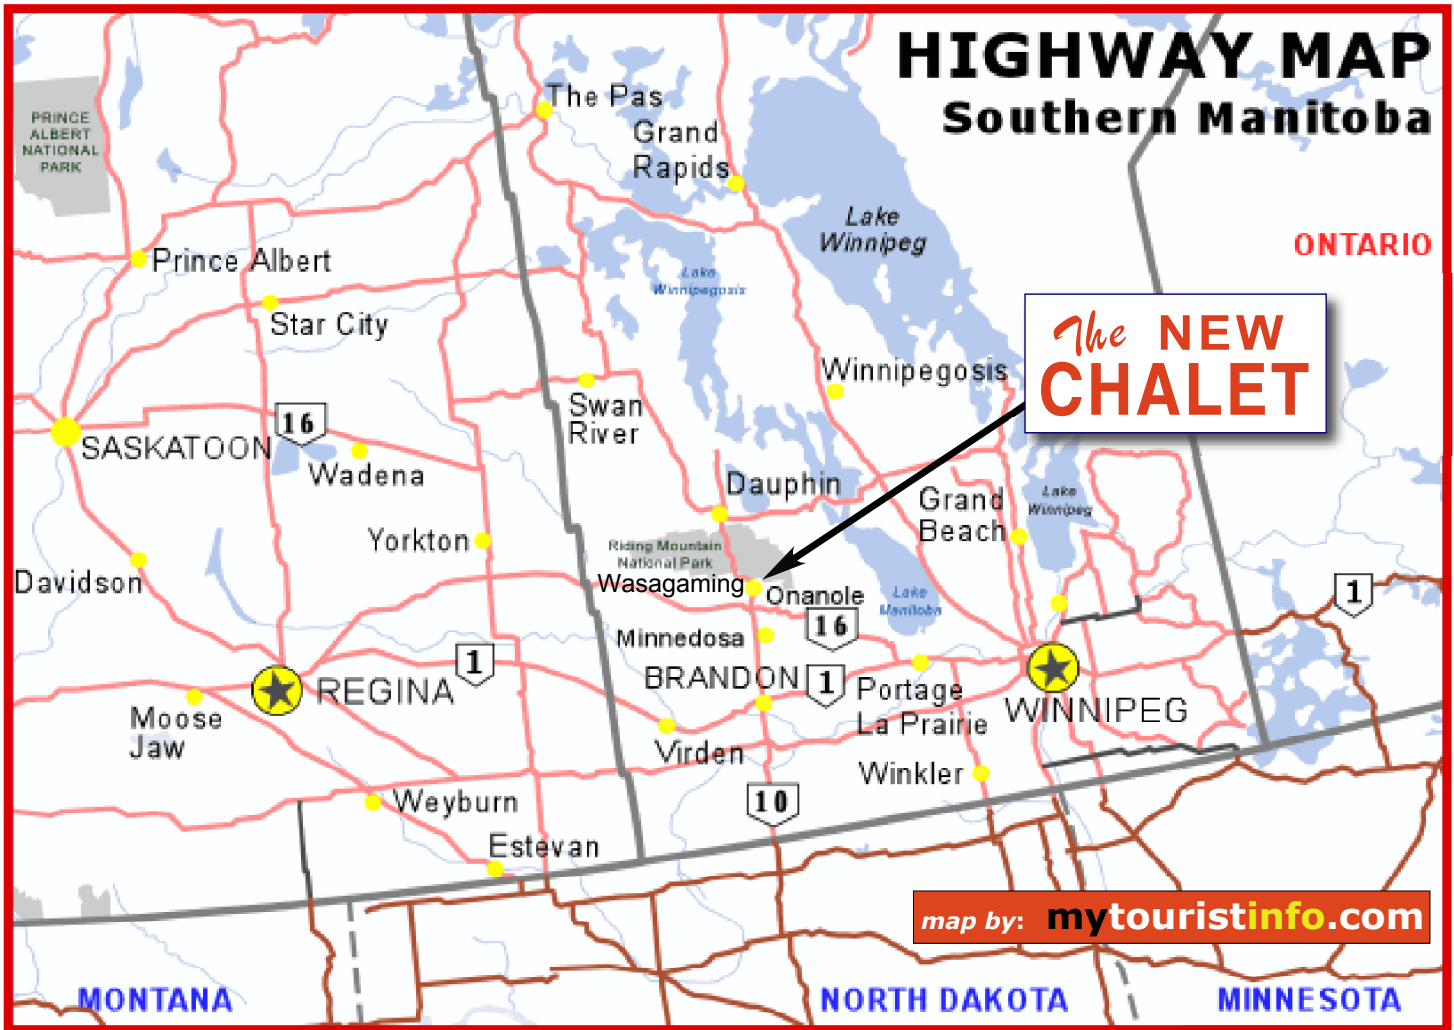 HIGHWAY MAP
Southern Manitoba
The Pas
Grand
Rapids
PRINCE
ALBERT
NATIONAL
PARK
Lake
Winnipeg
ONTARIO
Prince Albert
Lake
Winnipegosis
Star City
The NEW
CHALET
Winnipegosis
Swan
River
16
SASKATOON
Wadena
Dauphin
Grand
Beach
Lake
Winnipeg
Yorkton
Riding Mountain
National Park
Davidson
Wasagaming
Onanole
Lake
Manitoba
1
16
Minnedosa
1
REGINA
BRANDON
1
Portage
La Prairie
WINNIPEG
Moose
Jaw
Virden
Winkler
Weyburn
10
Estevan
map by: mytouristinfo.com
MONTANA
NORTH DAKOTA
MINNESOTA